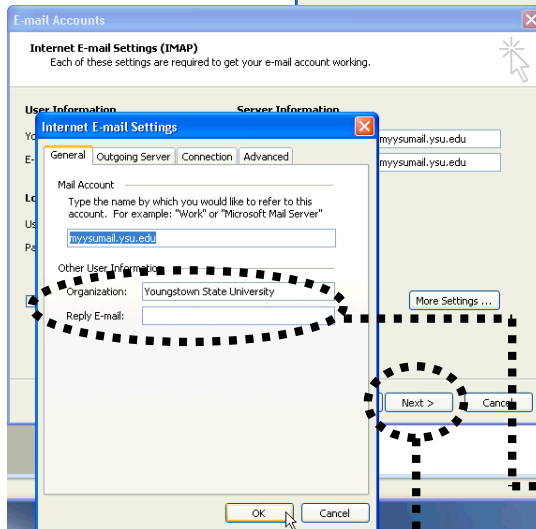 E-mail Accounts
Internet E-mail Settings (IMAP)
Each of these settings are required to get your e-mail account working.
User Information Server Information
Yo
myysumail.ysu.edu
E-
myysumail.ysu.edu
Lo
Us
Pa
Internet E-mail Settings
General Outgoing Server Connection Advanced
Mail Account
Type the name by which you would like to refer to this
account. For example: "Work" or "Microsoft Mail Server"
myysumail.ysu.edu
Other User Information
Organization: Youngstown State University
Reply E-mail:
More Settings ...
Next > Cancel
OK Cancel